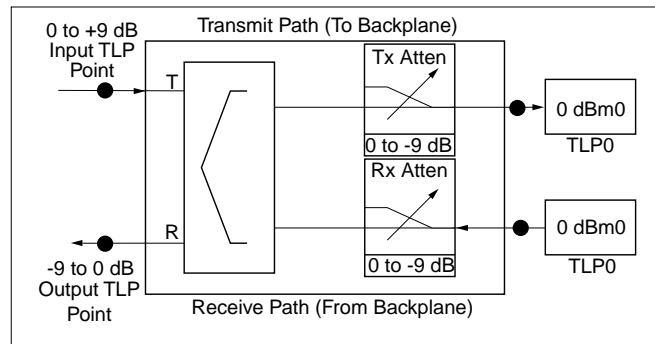 0 to +9 dB
Input TLP
Point
Transmit Path (To Backplane)
T
Tx Atten
0 to -9 dB
0 dBm0
TLP0
R
Rx Atten
0 to -9 dB
0 dBm0
TLP0
-9 to 0 dB
Output TLP
Point
Receive Path (From Backplane)